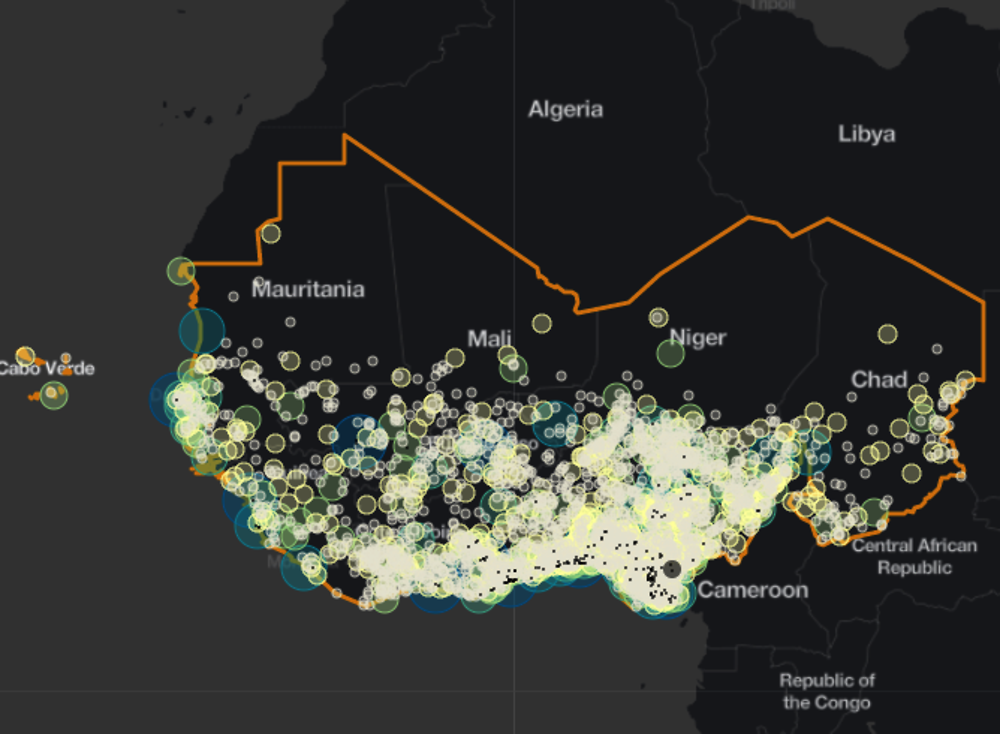 Tripoli
Algeria
Libya
Mauritania
Mali
Niger
Cabo Verde
Chad
Central African
Republic
Cameroon
Republic of
the Congo